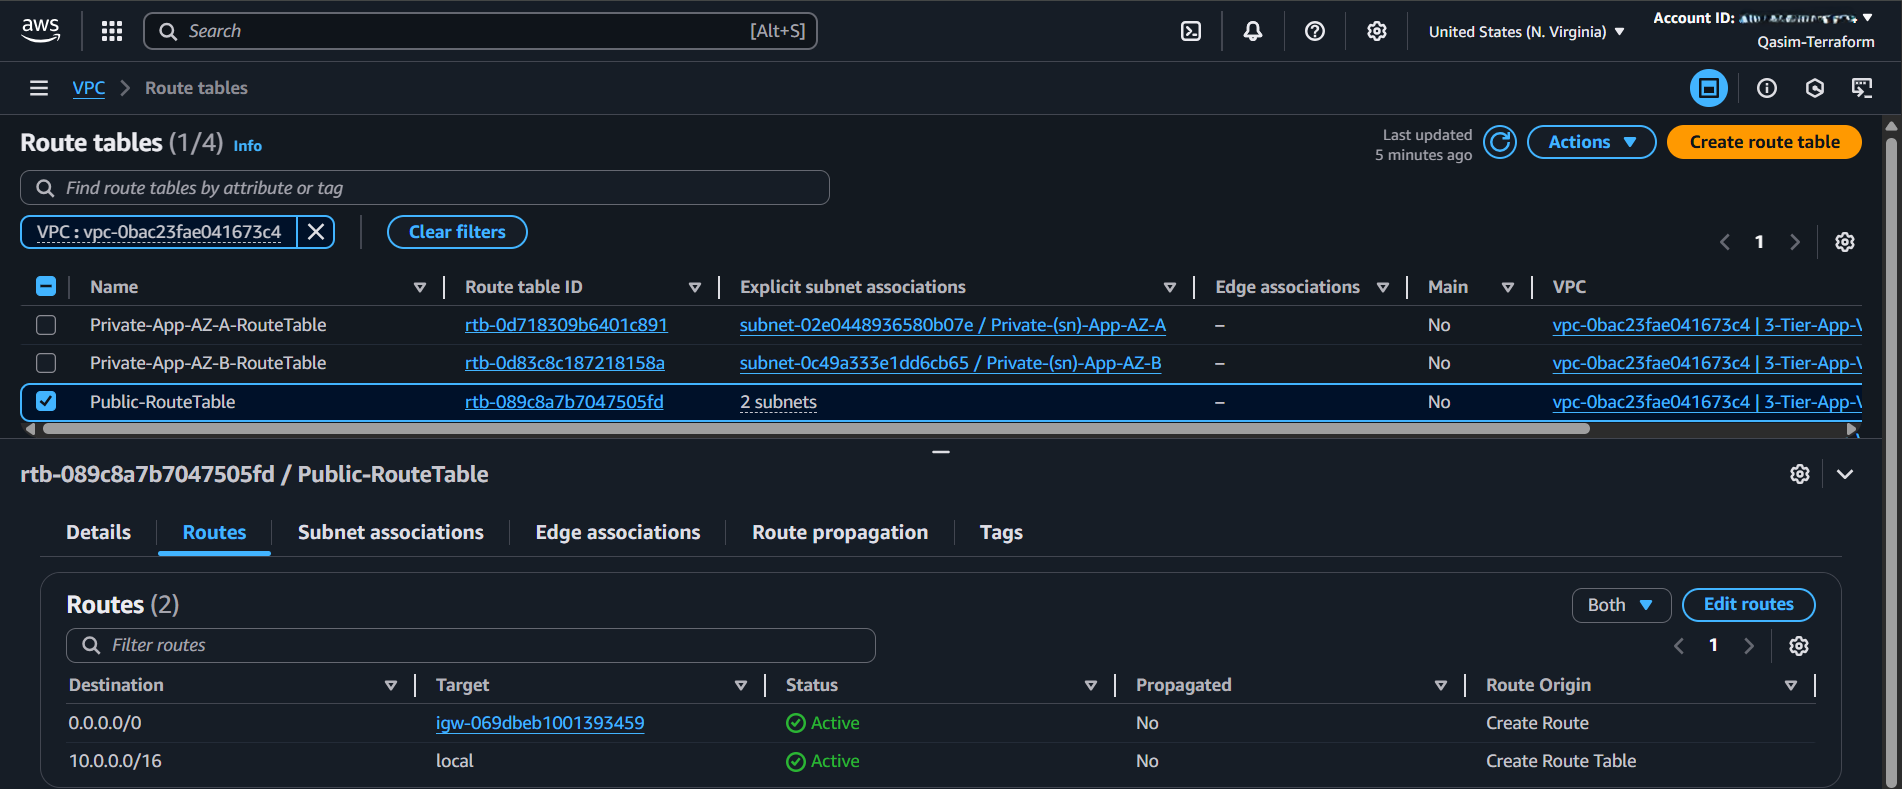 aws
Search [Alt+S]
United States (N. Virginia)
Account ID:
Qasim-Terraform
VPC > Route tables
Route tables (1/4) Info
Last updated
5 minutes ago
Actions
Create route table
Find route tables by attribute or tag
VPC : vpc-0bac23fae041673c4
Clear filters
1
Name Route table ID Explicit subnet associations Edge associations Main VPC
Private-App-AZ-A-RouteTable rtb-0d718309b6401c891 subnet-02e0448936580b07e / Private-(sn)-App-AZ-A – No vpc-0bac23fae041673c4 | 3-Tier-App-V
Private-App-AZ-B-RouteTable rtb-0d83c8c187218158a subnet-0c49a333e1dd6cb65 / Private-(sn)-App-AZ-B – No vpc-0bac23fae041673c4 | 3-Tier-App-V
Public-RouteTable rtb-089c8a7b7047505fd 2 subnets – No vpc-0bac23fae041673c4 | 3-Tier-App-V
rtb-089c8a7b7047505fd / Public-RouteTable
Details Routes Subnet associations Edge associations Route propagation Tags
Routes (2)
Both
Edit routes
Filter routes
1
Destination Target Status Propagated Route Origin
0.0.0.0/0 igw-069dbeb1001393459 Active No Create Route
10.0.0.0/16 local Active No Create Route Table